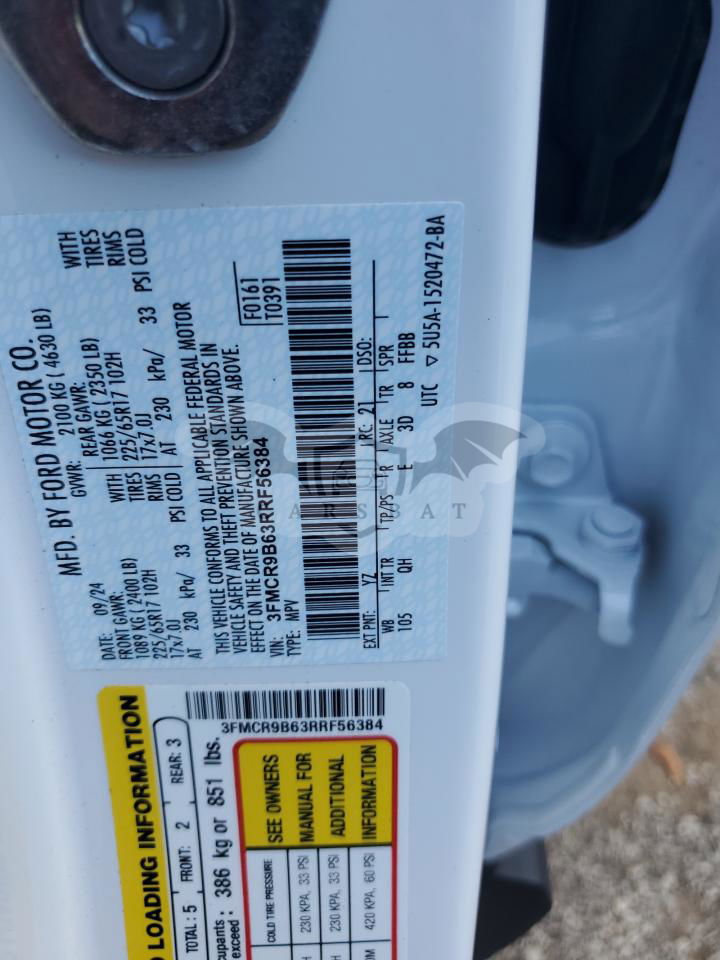 MFD. BY FORD MOTOR CO.
DATE: 09/24 GVWR: 2100 KG ( 4630 LB)
FRONT GAWR: REAR GAWR: WITH
1089 KG ( 2400 LB) WITH 1066 KG ( 2350 LB) TIRES
225/65R17 102H TIRES 225/65R17 102H RIMS
17x7.0J RIMS 17x7.0J
AT 230 kPa/ 33 PSI COLD AT 230 kPa/ 33 PSI COLD
THIS VEHICLE CONFORMS TO ALL APPLICABLE FEDERAL MOTOR
VEHICLE SAFETY AND THEFT PREVENTION STANDARDS IN
EFFECT ON THE DATE OF MANUFACTURE SHOWN ABOVE.
VIN: 3FMCR9B63RRF56384 F0161
TYPE: MPV T0391
EXT PNT: YZ RC: 21 DSO:
WB INT TR TP/PS R AXLE TR SPR
105 QH E 3D 8 FFBB
UTC ▽ 5U5A-1520472-BA
LOADING INFORMATION
TOTAL : 5 FRONT: 2 REAR: 3
cupants : 386 kg or 851 lbs.
exceed :
3FMCR9B63RRF56384
COLD TIRE PRESSURE SEE OWNERS
230 KPA, 33 PSI MANUAL FOR
230 KPA, 33 PSI ADDITIONAL
420 KPA, 60 PSI INFORMATION